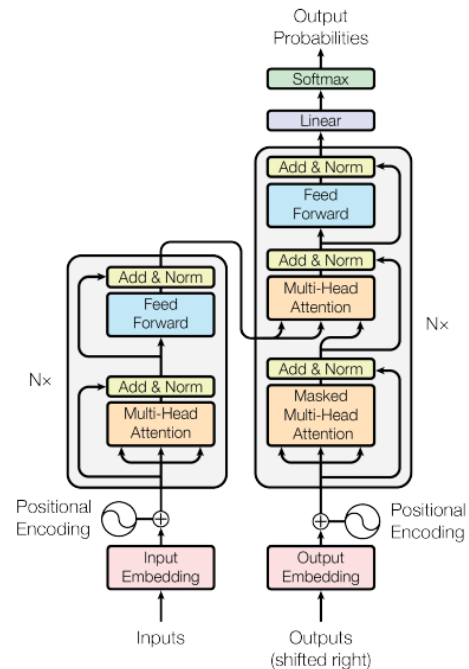 Output
Probabilities
Softmax
Linear
Add & Norm
Feed
Forward
Add & Norm
Multi-Head
Attention
Add & Norm
Masked
Multi-Head
Attention
N×
Add & Norm
Feed
Forward
Add & Norm
Multi-Head
Attention
N×
Positional
Encoding
Positional
Encoding
Input
Embedding
Output
Embedding
Inputs
Outputs
(shifted right)